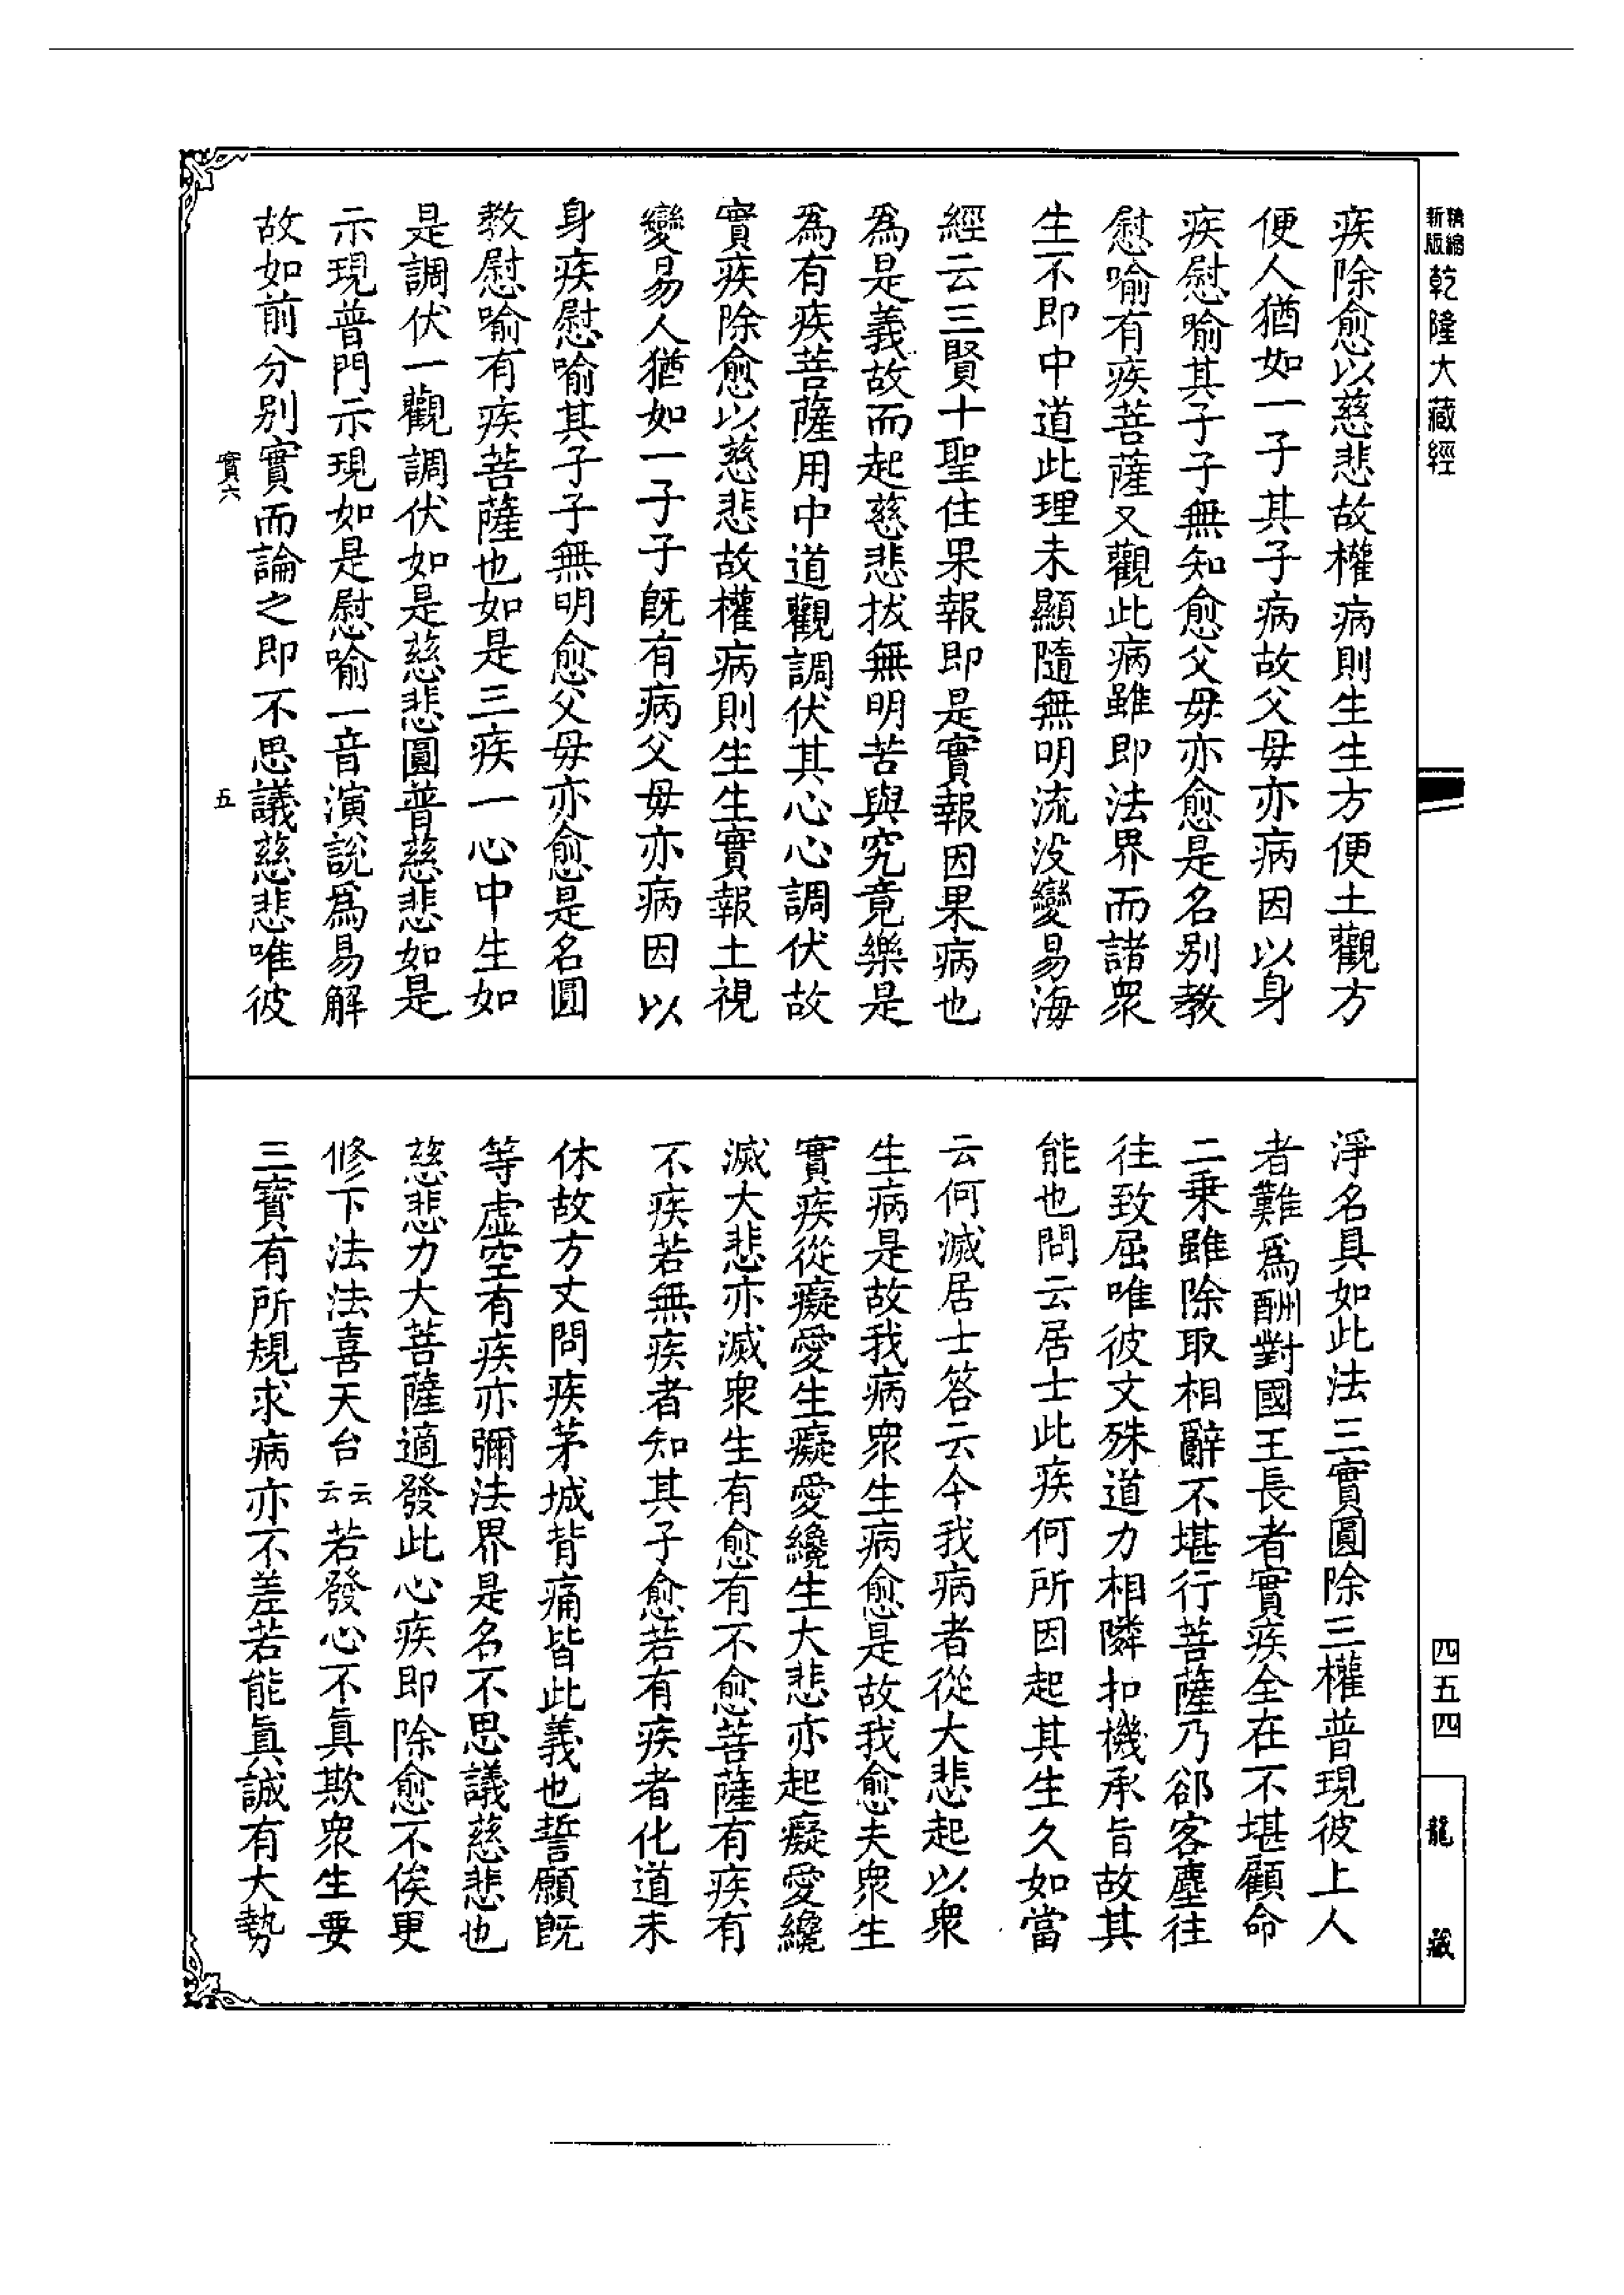 精縮
新版
乾隆大藏經
疾除愈以慈悲故權病則生生方便土觀方
便人猶如一子其子病故父毋亦病因以身
疾慰喻其子子無知愈父毋亦愈是名别教
慰喻有疾菩薩又觀此病雖即法界而諸衆
生不即中道此理未顯隨無明流没變易海
經云三賢十聖住果報即是實報因果病也
爲是義故而起慈悲拔無明苦與究竟樂是
爲有疾菩薩用中道觀調伏其心心調伏故
實疾除愈以慈悲故權病則生生實報土視
變易人猶如一子子旣有病父毋亦病因以
身疾慰喻其子子無明愈父毋亦愈是名圓
教慰喻有疾菩薩也如是三疾一心中生如
是調伏一觀調伏如是慈悲圓普慈悲如是
示現普門示現如是慰喻一音演説爲易解
故如前分别實而論之即不思議慈悲唯彼
實六
五
淨名具如此法三實圓除三權普現彼上人
者難爲酬對國王長者實疾全在不堪顧命
二乗雖除取相辭不堪行菩薩乃郤客塵往
往致屈唯彼文殊道力相隣扣機承旨故其
能也問云居士此疾何所因起其生久如當
云何滅居士答云今我病者從大悲起以衆
生病是故我病衆生病愈是故我愈夫衆生
實疾從癡愛生癡愛纔生大悲亦起癡愛纔
滅大悲亦滅衆生有愈有不愈菩薩有疾有
不疾若無疾者知其子愈若有疾者化道未
休故方丈問疾茅城背痛皆此義也誓願旣
等虚空有疾亦彌法界是名不思議慈悲也
慈悲力大菩薩適發此心疾即除愈不俟更
修下法法喜天台云云若發心不眞欺衆生要
三寶有所規求病亦不差若能眞誠有大勢
四五四
龍藏